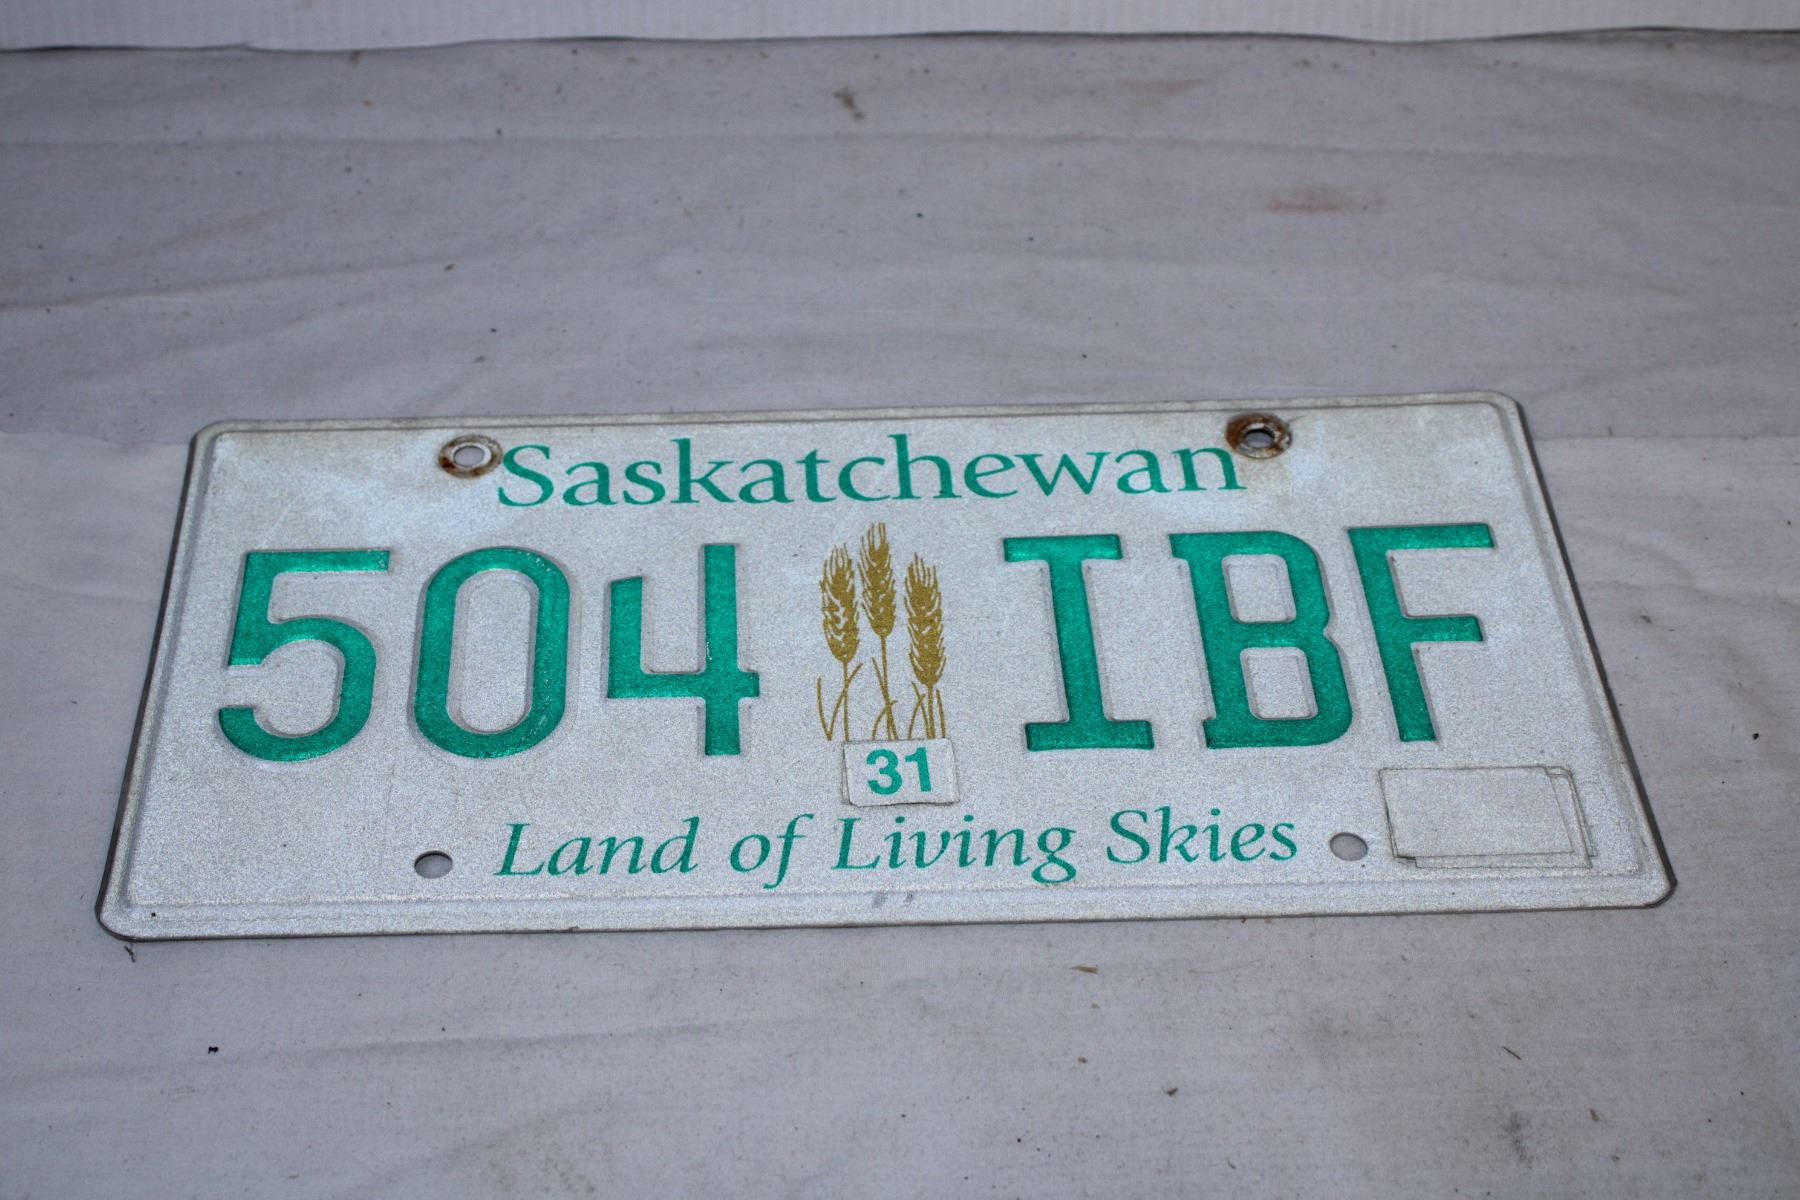 Saskatchewan
504 IBF
31
Land of Living Skies